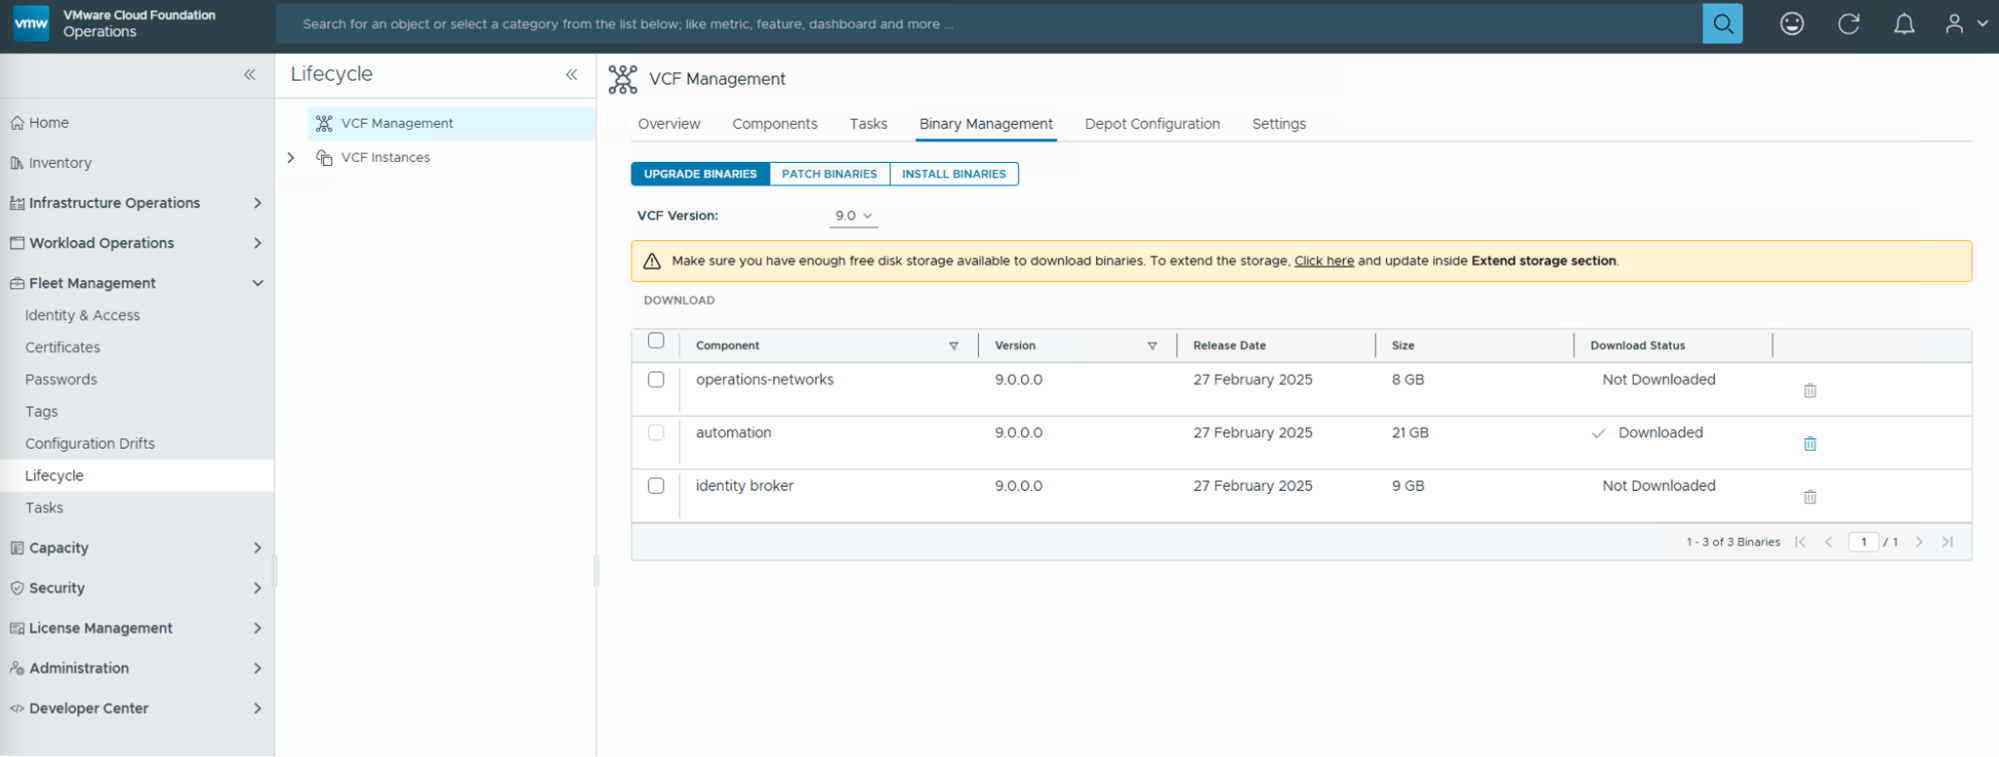 vmw
VMware Cloud Foundation
Operations
Search for an object or select a category from the list below; like metric, feature, dashboard and more ...
Home
Inventory
Infrastructure Operations
Workload Operations
Fleet Management
Identity & Access
Certificates
Passwords
Tags
Configuration Drifts
Lifecycle
Tasks
Capacity
Security
License Management
Administration
Developer Center
Lifecycle
VCF Management
VCF Instances
VCF Management
Overview Components Tasks Binary Management Depot Configuration Settings
UPGRADE BINARIES PATCH BINARIES INSTALL BINARIES
VCF Version: 9.0
Make sure you have enough free disk storage available to download binaries. To extend the storage, Click here and update inside Extend storage section.
DOWNLOAD
Component Version Release Date Size Download Status
operations-networks 9.0.0.0 27 February 2025 8 GB Not Downloaded
automation 9.0.0.0 27 February 2025 21 GB Downloaded
identity broker 9.0.0.0 27 February 2025 9 GB Not Downloaded
1 - 3 of 3 Binaries 1 / 1